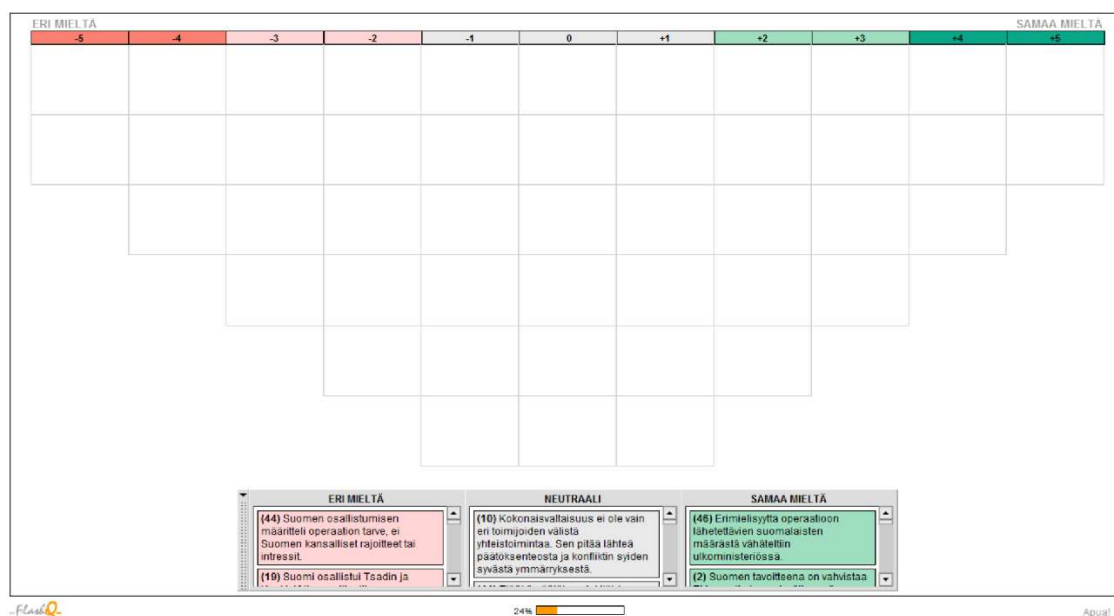 ERI MIELTÄ
SAMAA MIELTÄ
-5 -4 -3 -2 -1 0 +1 +2 +3 +4 +5
ERI MIELTÄ
(44) Suomen osallistumisen
määritteli operaation tarve, ei
Suomen kansalliset rajoitteet tai
intressit.
(19) Suomi osallistui Tsadin ja
NEUTRAALI
(10) Kokonaisvaltaisuus ei ole vain
eri toimijoiden välistä
yhteistoimintaa. Sen pitää lähteä
päätöksenteosta ja konfliktin syiden
syvästä ymmärryksestä.
SAMAA MIELTÄ
(46) Erimielisyyttä operaatioon
lähetettävien suomalaisten
määrästä vähäteltiin
ulkoministeriössä.
(2) Suomen tavoitteena on vahvistaa
FlashQ
24%
Apua!